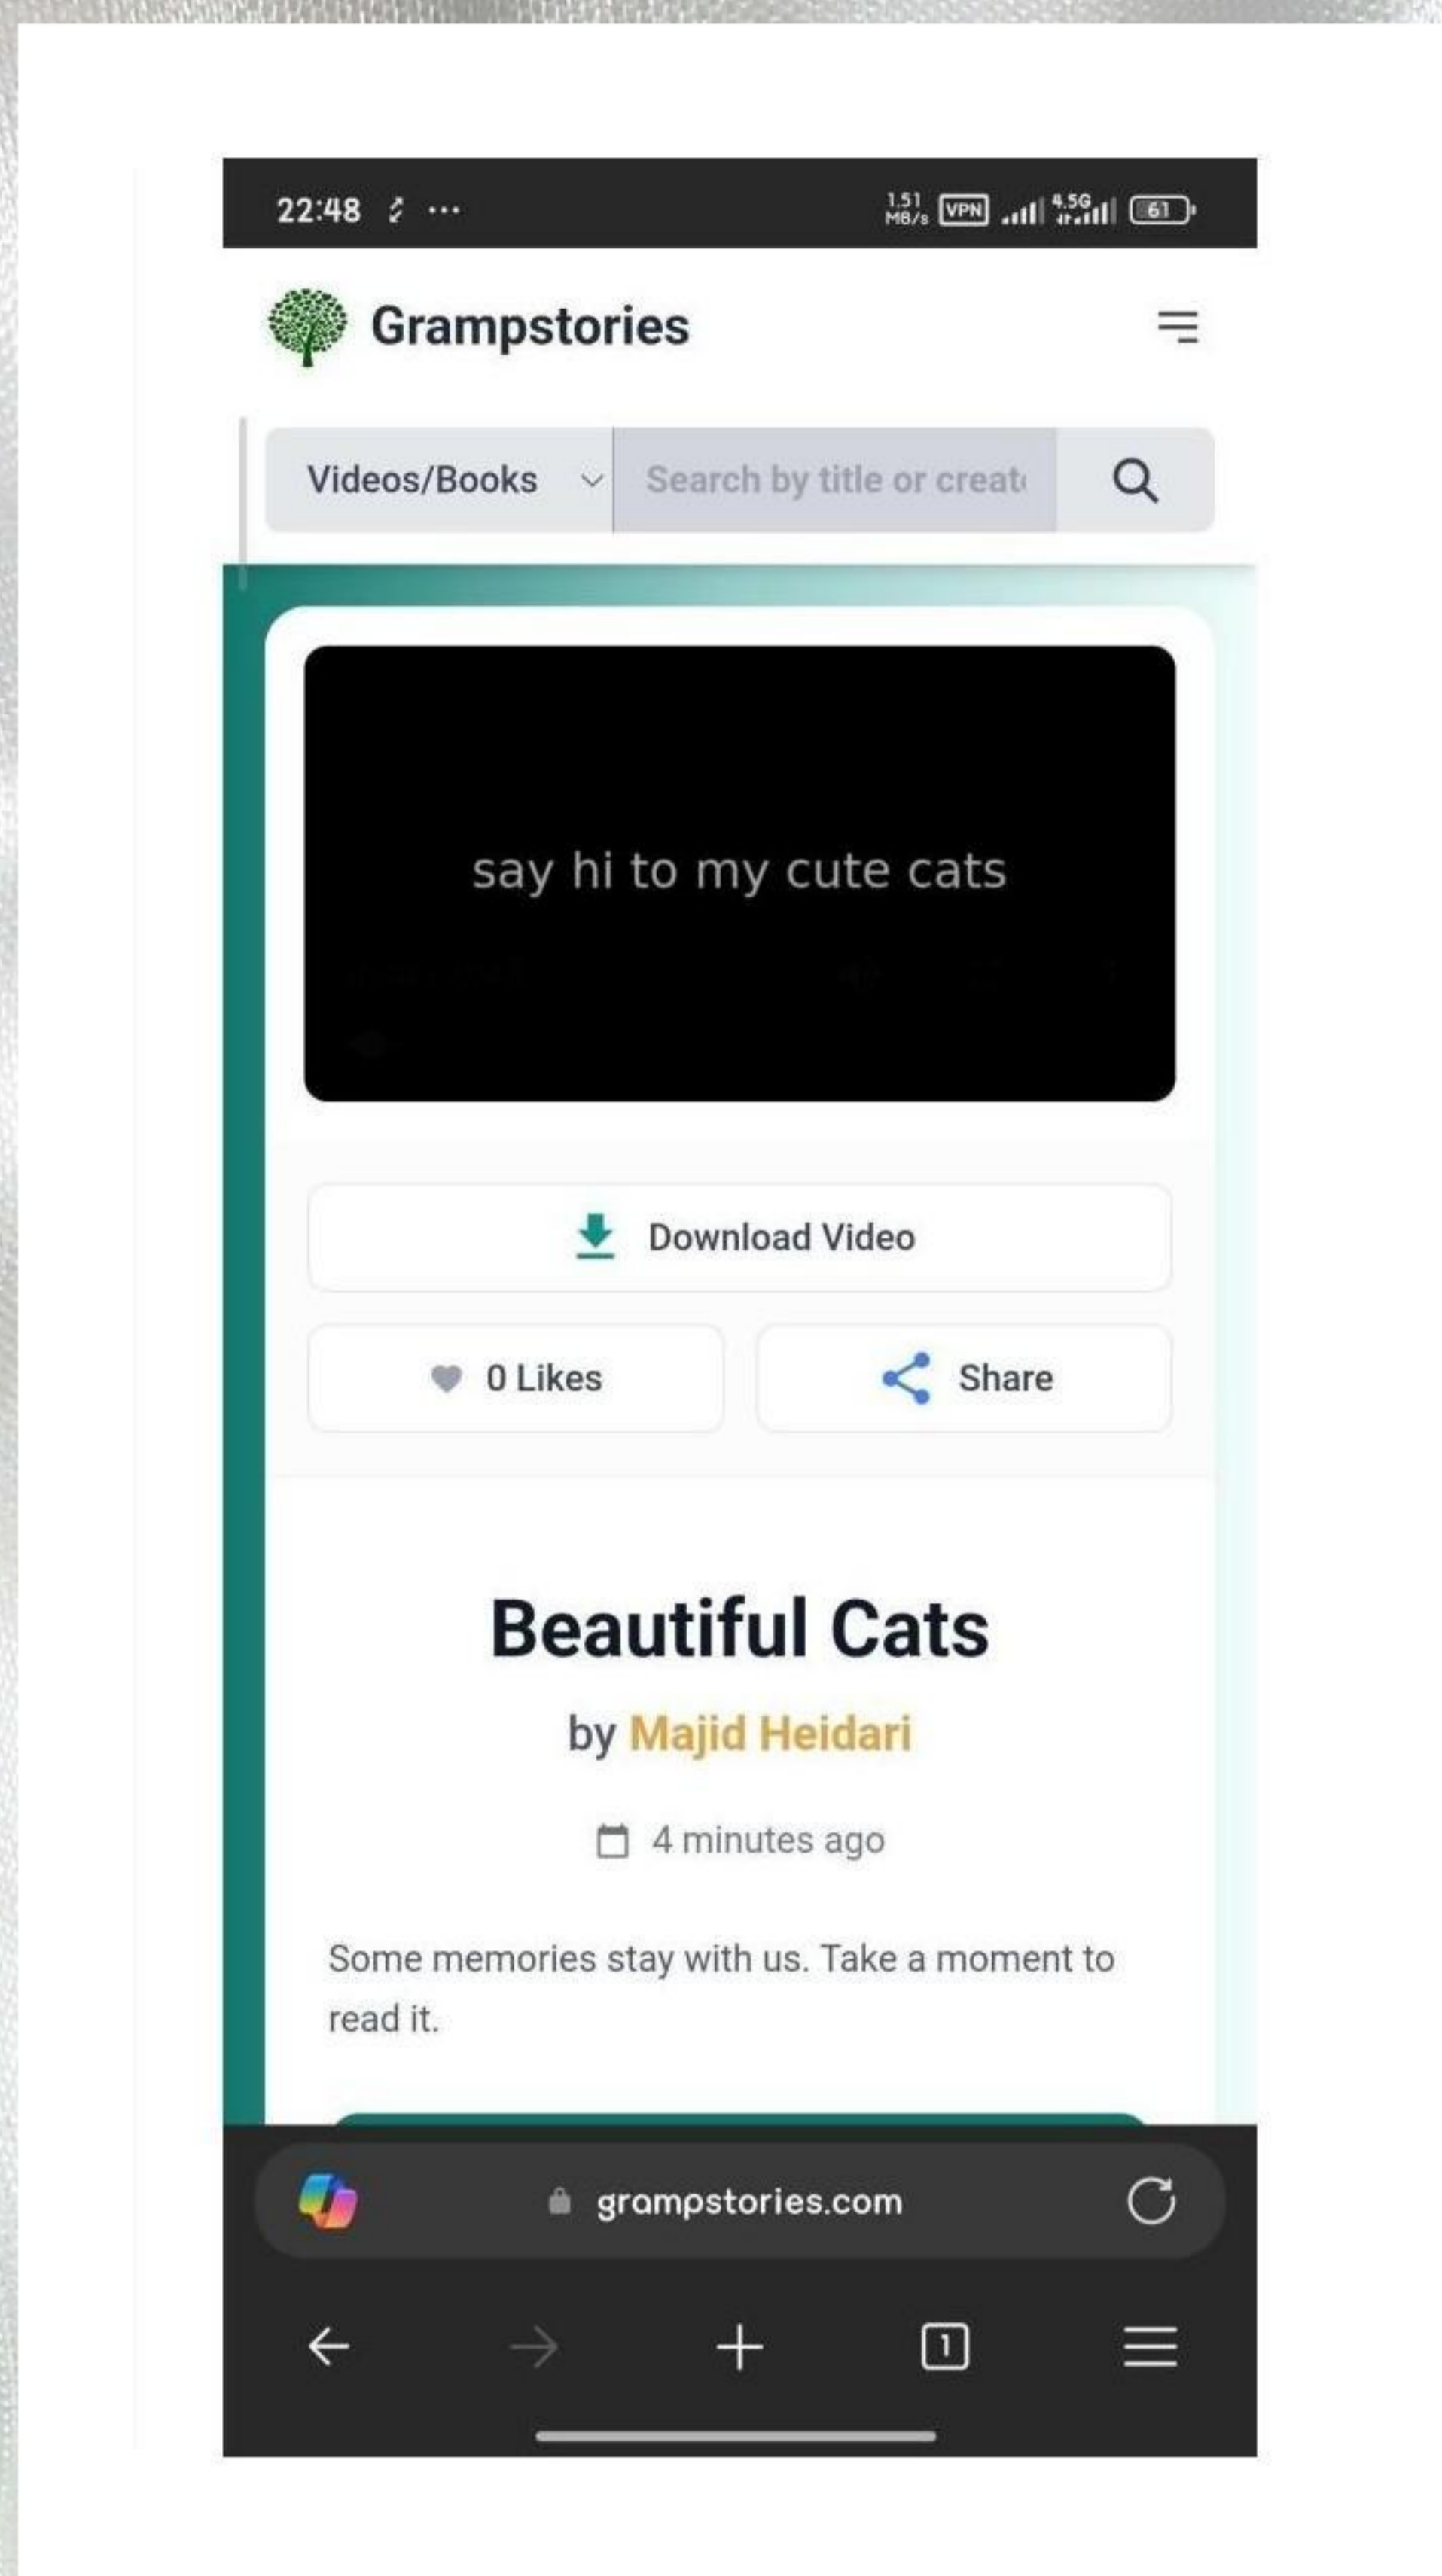 22:48
1.51
MB/s VPN 4.5G 61
Grampstories
Videos/Books
Search by title or creat
say hi to my cute cats
Download Video
0 Likes
Share
Beautiful Cats
by Majid Heidari
4 minutes ago
Some memories stay with us. Take a moment to
read it.
grampstories.com
1